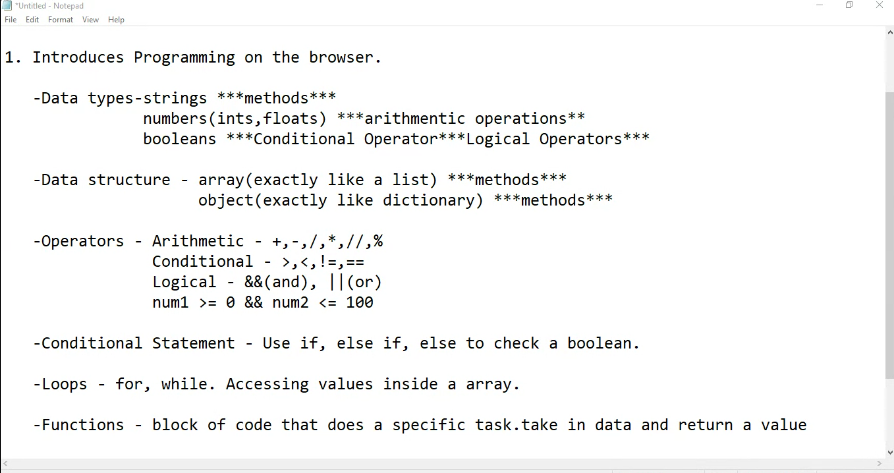 *Untitled - Notepad
File Edit Format View Help
1. Introduces Programming on the browser.
-Data types-strings ***methods***
numbers(ints,floats) ***arithmentic operations**
booleans ***Conditional Operator***Logical Operators***
-Data structure - array(exactly like a list) ***methods***
object(exactly like dictionary) ***methods***
-Operators - Arithmetic - +,-,/,*,//,%
Conditional - >,<,!=,==
Logical - &&(and), ||(or)
num1 >= 0 && num2 <= 100
-Conditional Statement - Use if, else if, else to check a boolean.
-Loops - for, while. Accessing values inside a array.
-Functions - block of code that does a specific task.take in data and return a value